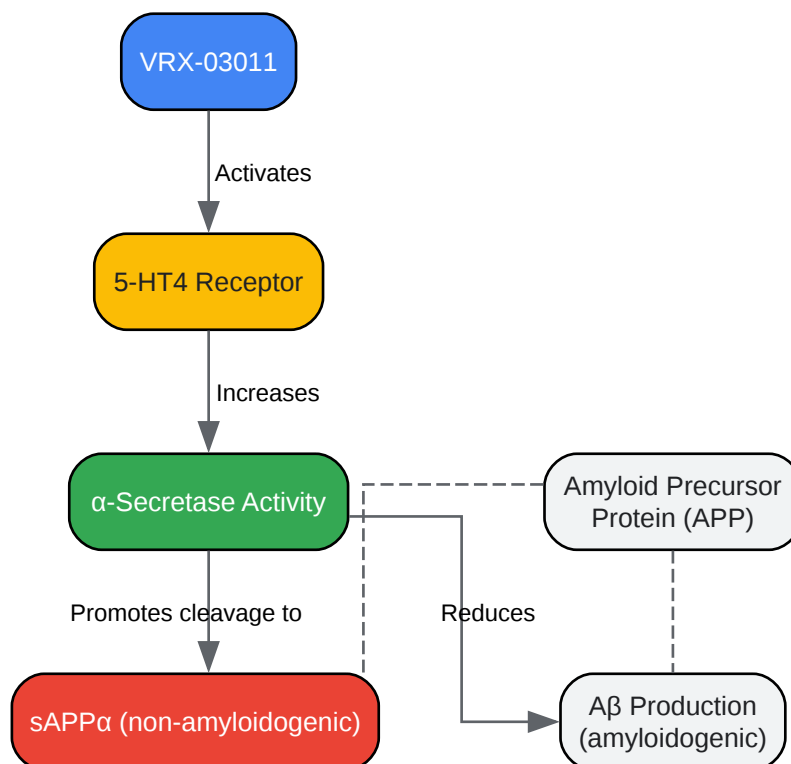 VRX-03011
Activates
5-HT4 Receptor
Increases
α-Secretase Activity
Amyloid Precursor
Protein (APP)
Promotes cleavage to
Reduces
sAPPα (non-amyloidogenic)
Aβ Production
(amyloidogenic)